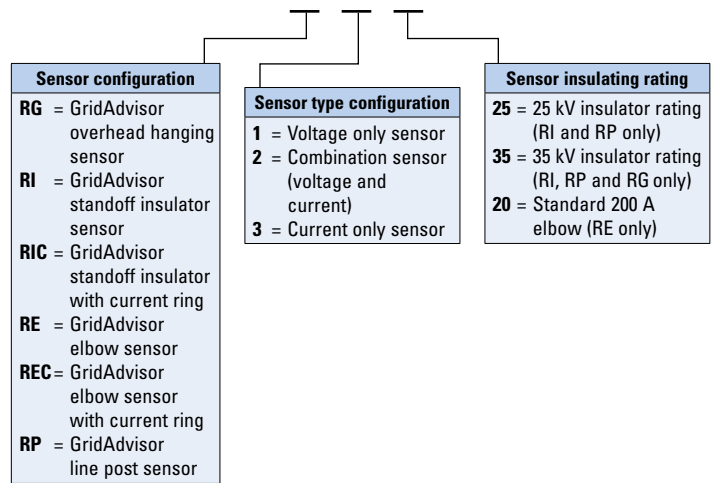 Sensor configuration
RG = GridAdvisor
overhead hanging
sensor
RI = GridAdvisor
standoff insulator
sensor
RIC = GridAdvisor
standoff insulator
with current ring
RE = GridAdvisor
elbow sensor
REC = GridAdvisor
elbow sensor
with current ring
RP = GridAdvisor
line post sensor
Sensor type configuration
1 = Voltage only sensor
2 = Combination sensor
(voltage and
current)
3 = Current only sensor
Sensor insulating rating
25 = 25 kV insulator rating
(RI and RP only)
35 = 35 kV insulator rating
(RI, RP and RG only)
20 = Standard 200 A
elbow (RE only)